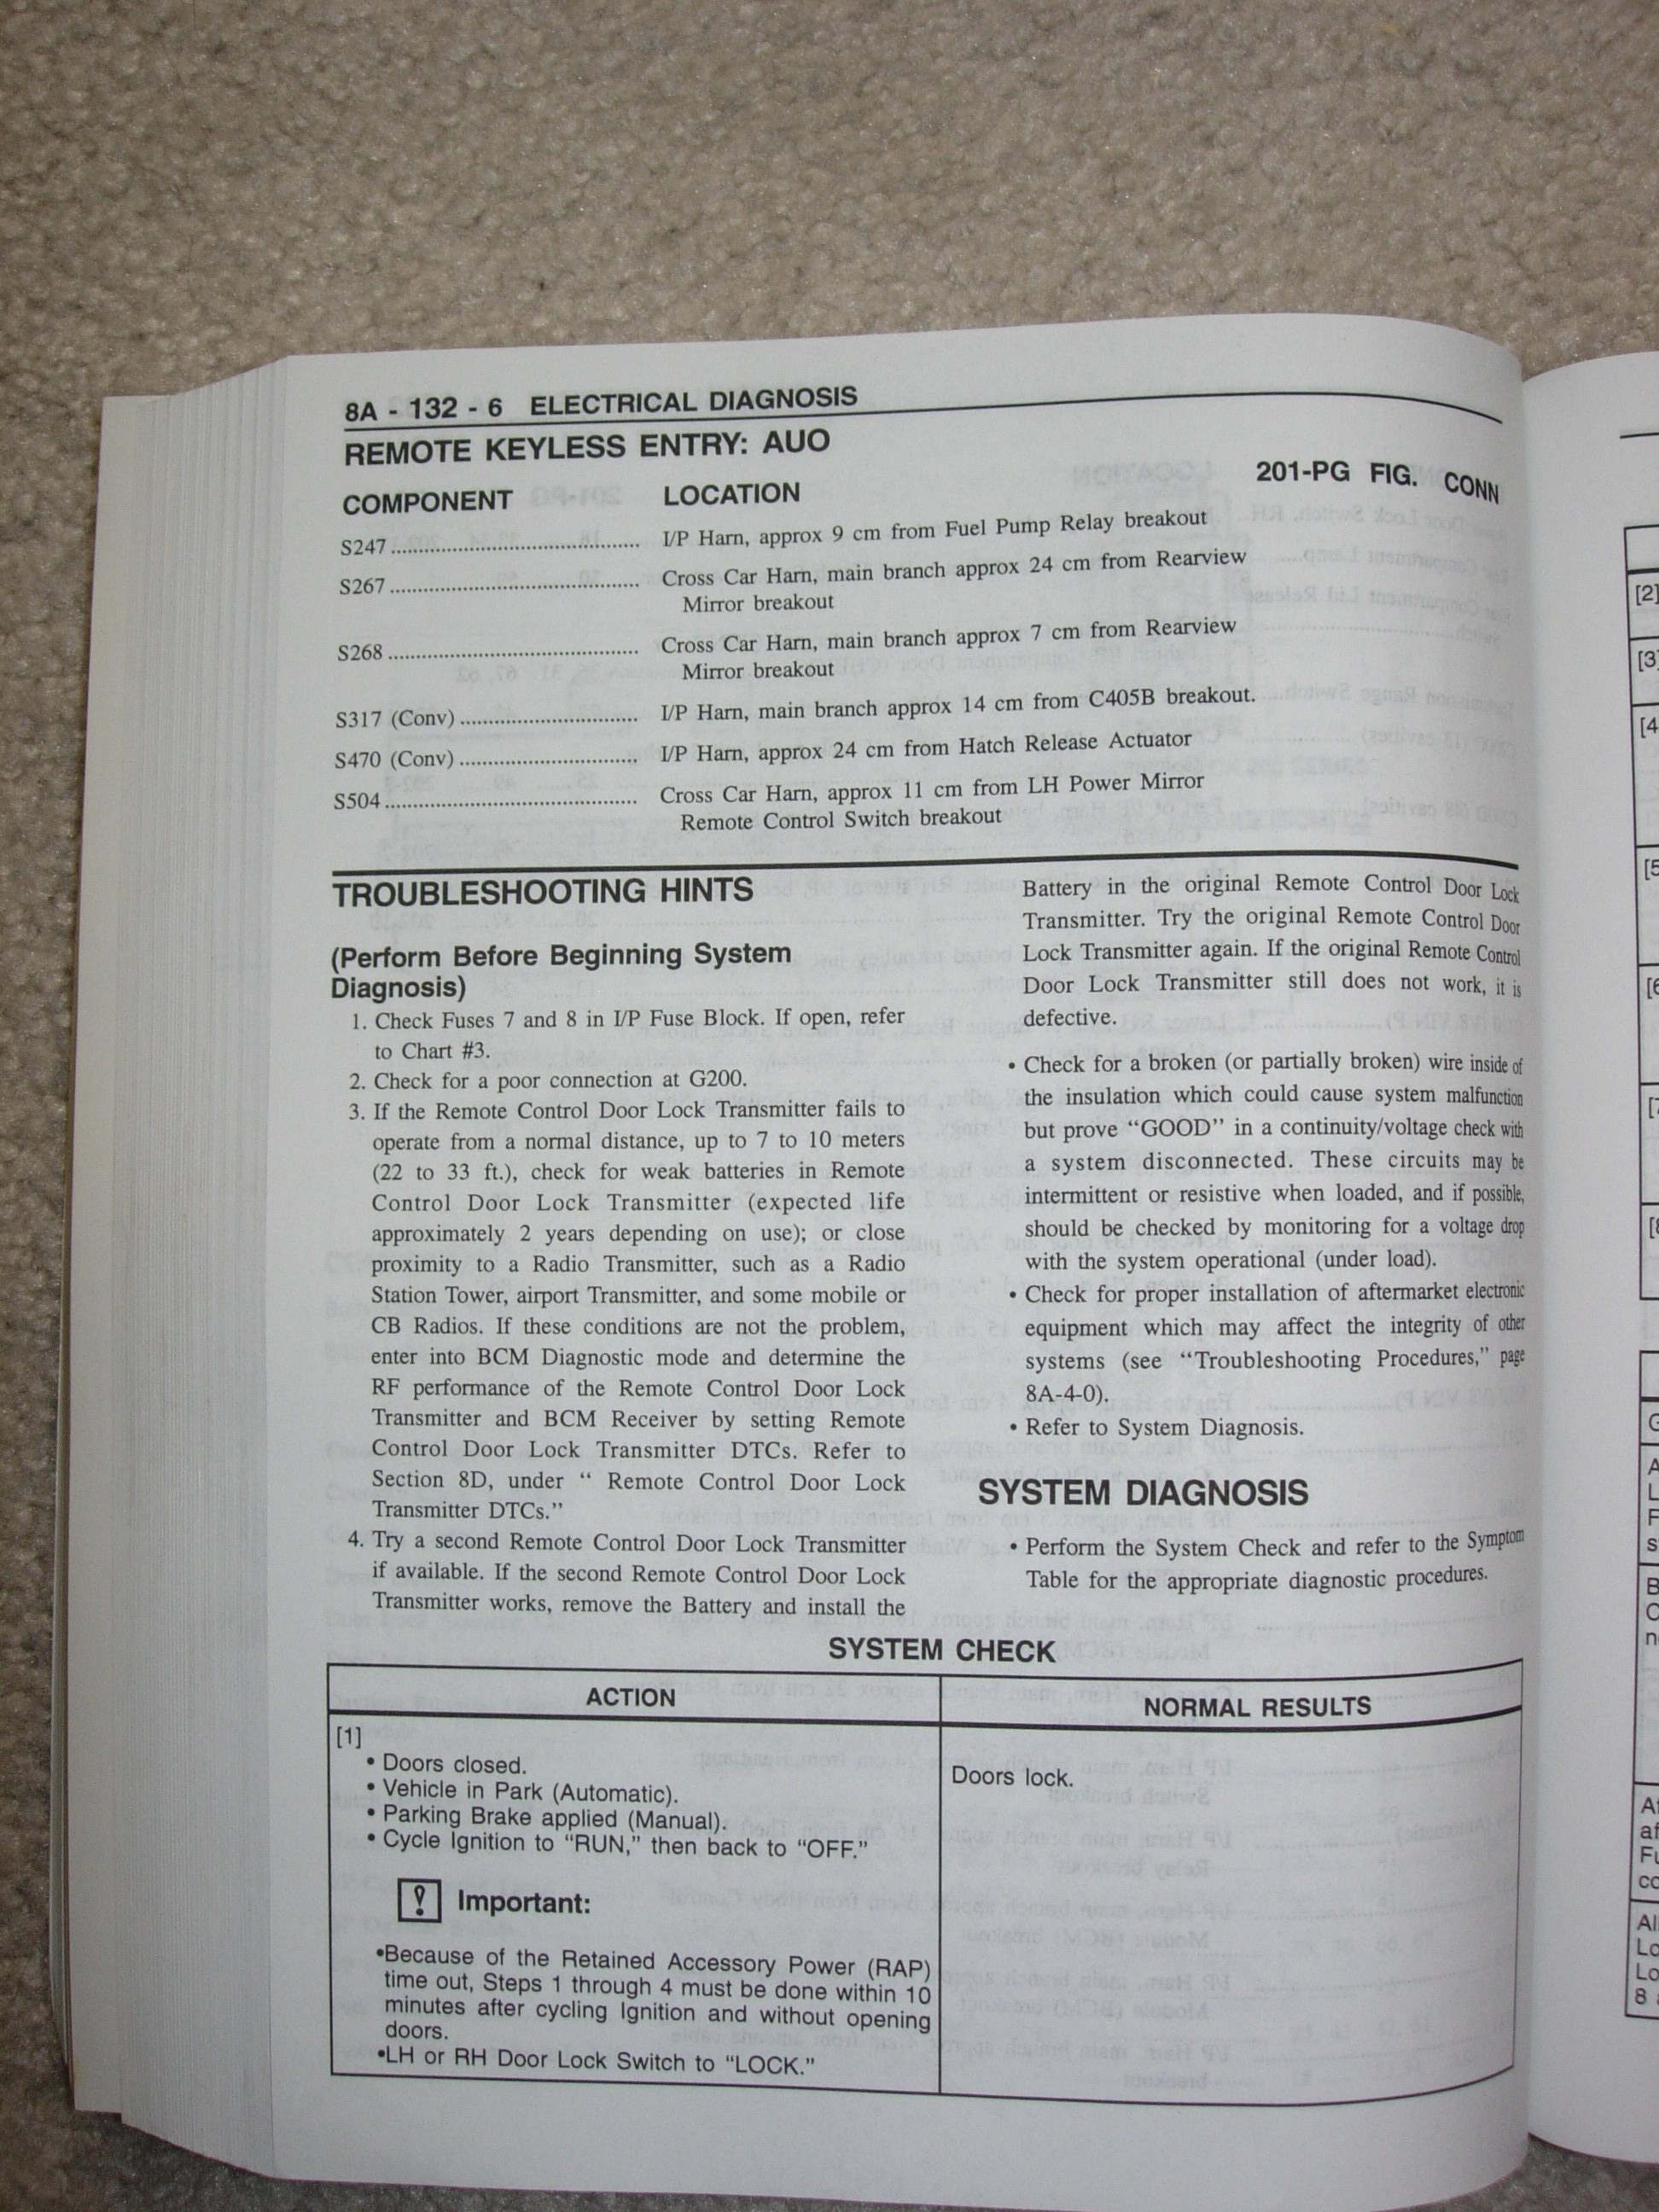 8A - 132 - 6 ELECTRICAL DIAGNOSIS
REMOTE KEYLESS ENTRY: AUO
COMPONENT LOCATION 201-PG FIG. CONN
S247 ........................................ I/P Harn, approx 9 cm from Fuel Pump Relay breakout
S267 ........................................ Cross Car Harn, main branch approx 24 cm from Rearview
Mirror breakout
S268 ........................................ Cross Car Harn, main branch approx 7 cm from Rearview
Mirror breakout
S317 (Conv) ............................ I/P Harn, main branch approx 14 cm from C405B breakout.
S470 (Conv) ............................ I/P Harn, approx 24 cm from Hatch Release Actuator
S504 ........................................ Cross Car Harn, approx 11 cm from LH Power Mirror
Remote Control Switch breakout
TROUBLESHOOTING HINTS
(Perform Before Beginning System
Diagnosis)
1. Check Fuses 7 and 8 in I/P Fuse Block. If open, refer
to Chart #3.
2. Check for a poor connection at G200.
3. If the Remote Control Door Lock Transmitter fails to
operate from a normal distance, up to 7 to 10 meters
(22 to 33 ft.), check for weak batteries in Remote
Control Door Lock Transmitter (expected life
approximately 2 years depending on use); or close
proximity to a Radio Transmitter, such as a Radio
Station Tower, airport Transmitter, and some mobile or
CB Radios. If these conditions are not the problem,
enter into BCM Diagnostic mode and determine the
RF performance of the Remote Control Door Lock
Transmitter and BCM Receiver by setting Remote
Control Door Lock Transmitter DTCs. Refer to
Section 8D, under “ Remote Control Door Lock
Transmitter DTCs.”
4. Try a second Remote Control Door Lock Transmitter
if available. If the second Remote Control Door Lock
Transmitter works, remove the Battery and install the
Battery in the original Remote Control Door Lock
Transmitter. Try the original Remote Control Door
Lock Transmitter again. If the original Remote Control
Door Lock Transmitter still does not work, it is
defective.
• Check for a broken (or partially broken) wire inside of
the insulation which could cause system malfunction
but prove “GOOD” in a continuity/voltage check with
a system disconnected. These circuits may be
intermittent or resistive when loaded, and if possible,
should be checked by monitoring for a voltage drop
with the system operational (under load).
• Check for proper installation of aftermarket electronic
equipment which may affect the integrity of other
systems (see “Troubleshooting Procedures,” page
8A-4-0).
• Refer to System Diagnosis.
SYSTEM DIAGNOSIS
• Perform the System Check and refer to the Symptom
Table for the appropriate diagnostic procedures.
SYSTEM CHECK
ACTION NORMAL RESULTS
[1]
• Doors closed.
• Vehicle in Park (Automatic).
• Parking Brake applied (Manual).
• Cycle Ignition to “RUN,” then back to “OFF.”
! Important:
•Because of the Retained Accessory Power (RAP)
time out, Steps 1 through 4 must be done within 10
minutes after cycling Ignition and without opening
doors.
•LH or RH Door Lock Switch to “LOCK.”
Doors lock.
[2]